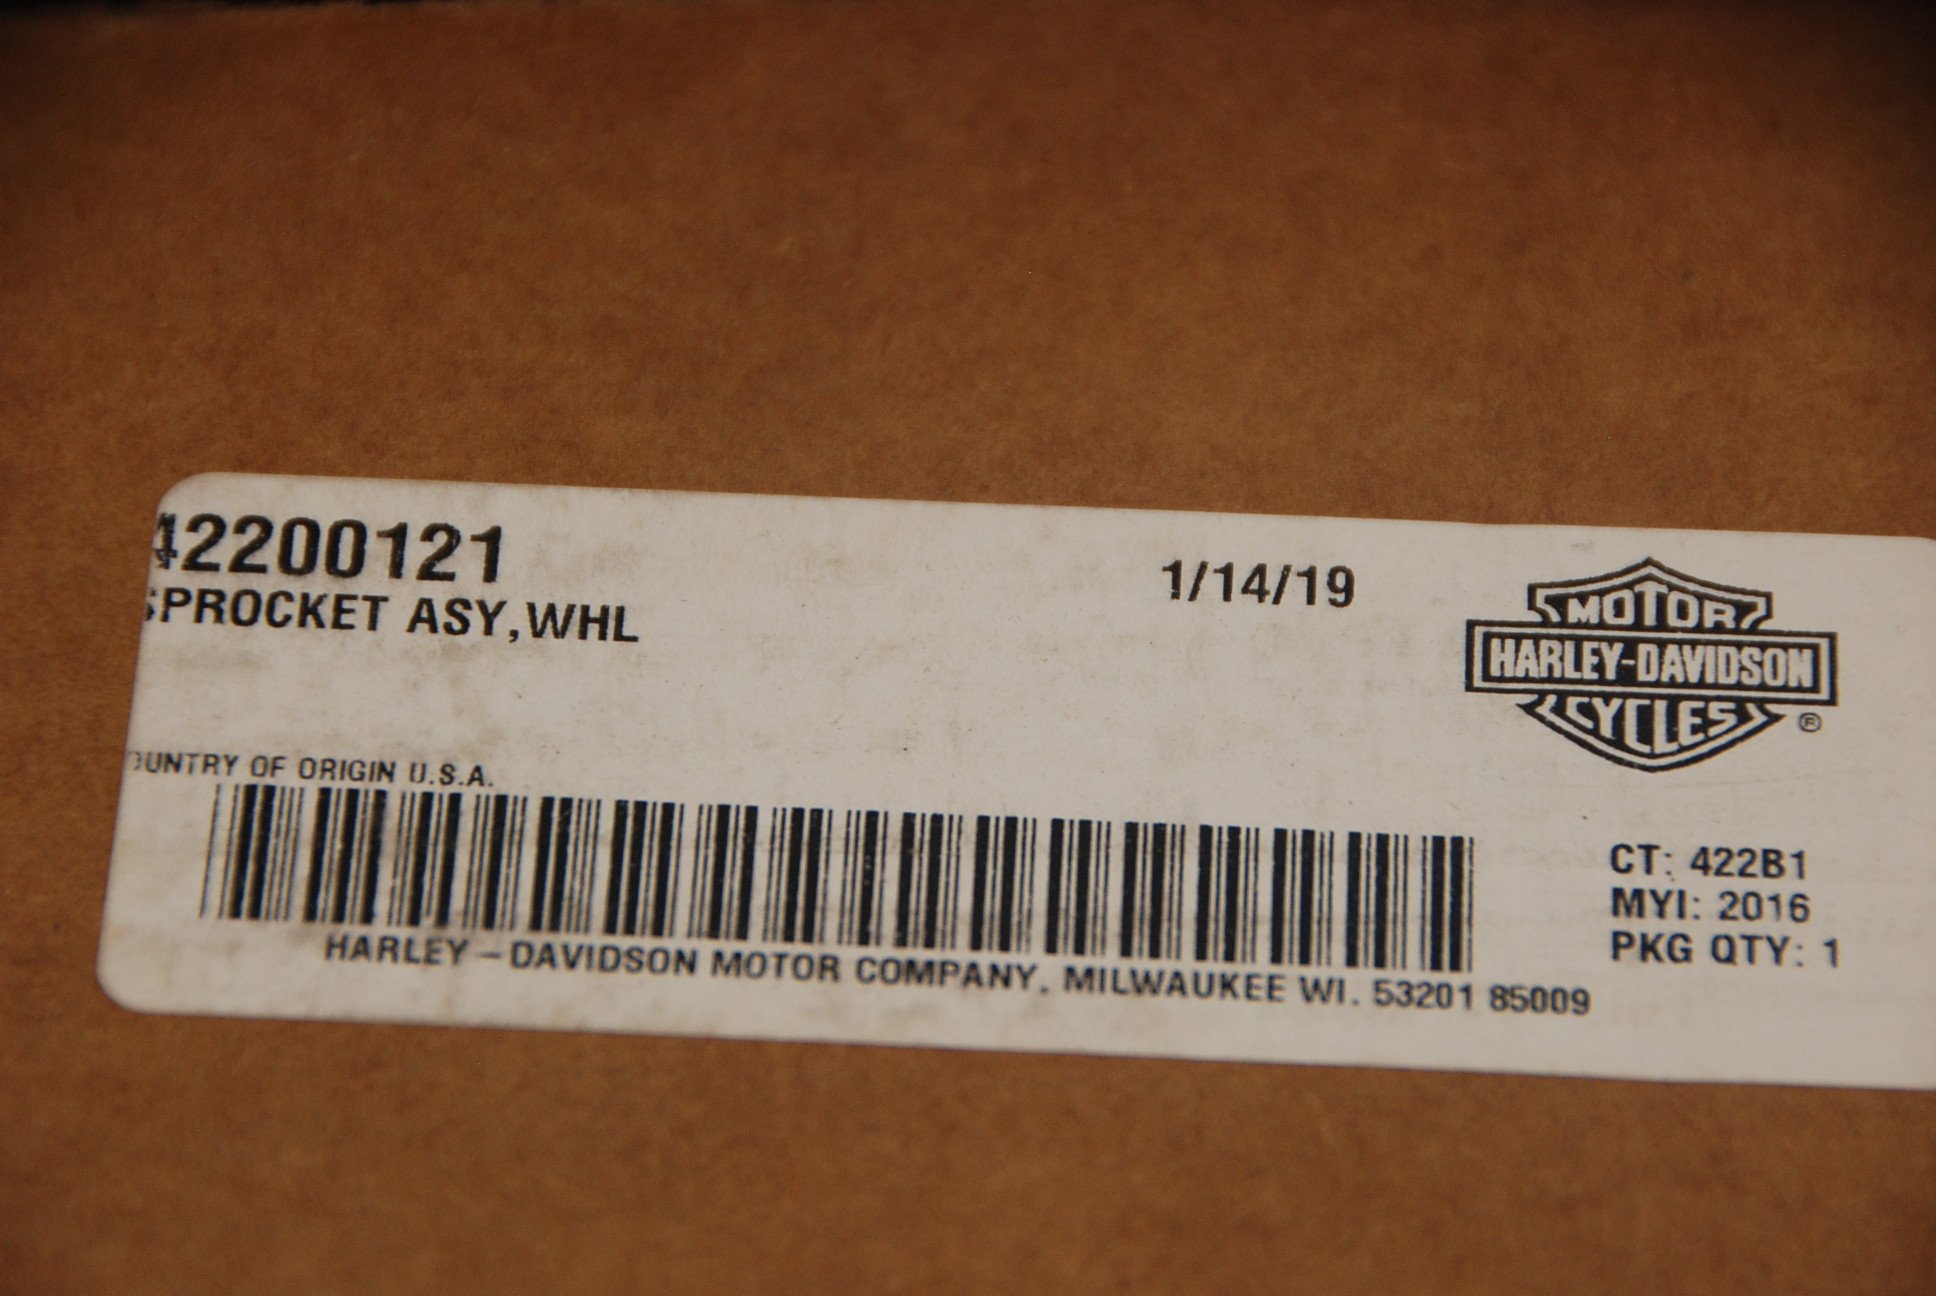 42200121
SPROCKET ASY,WHL
1/14/19
MOTOR
HARLEY-DAVIDSON
CYCLES
®
OUNTRY OF ORIGIN U.S.A.
CT: 422B1
MYI: 2016
PKG QTY: 1
HARLEY-DAVIDSON MOTOR COMPANY, MILWAUKEE WI. 53201 85009